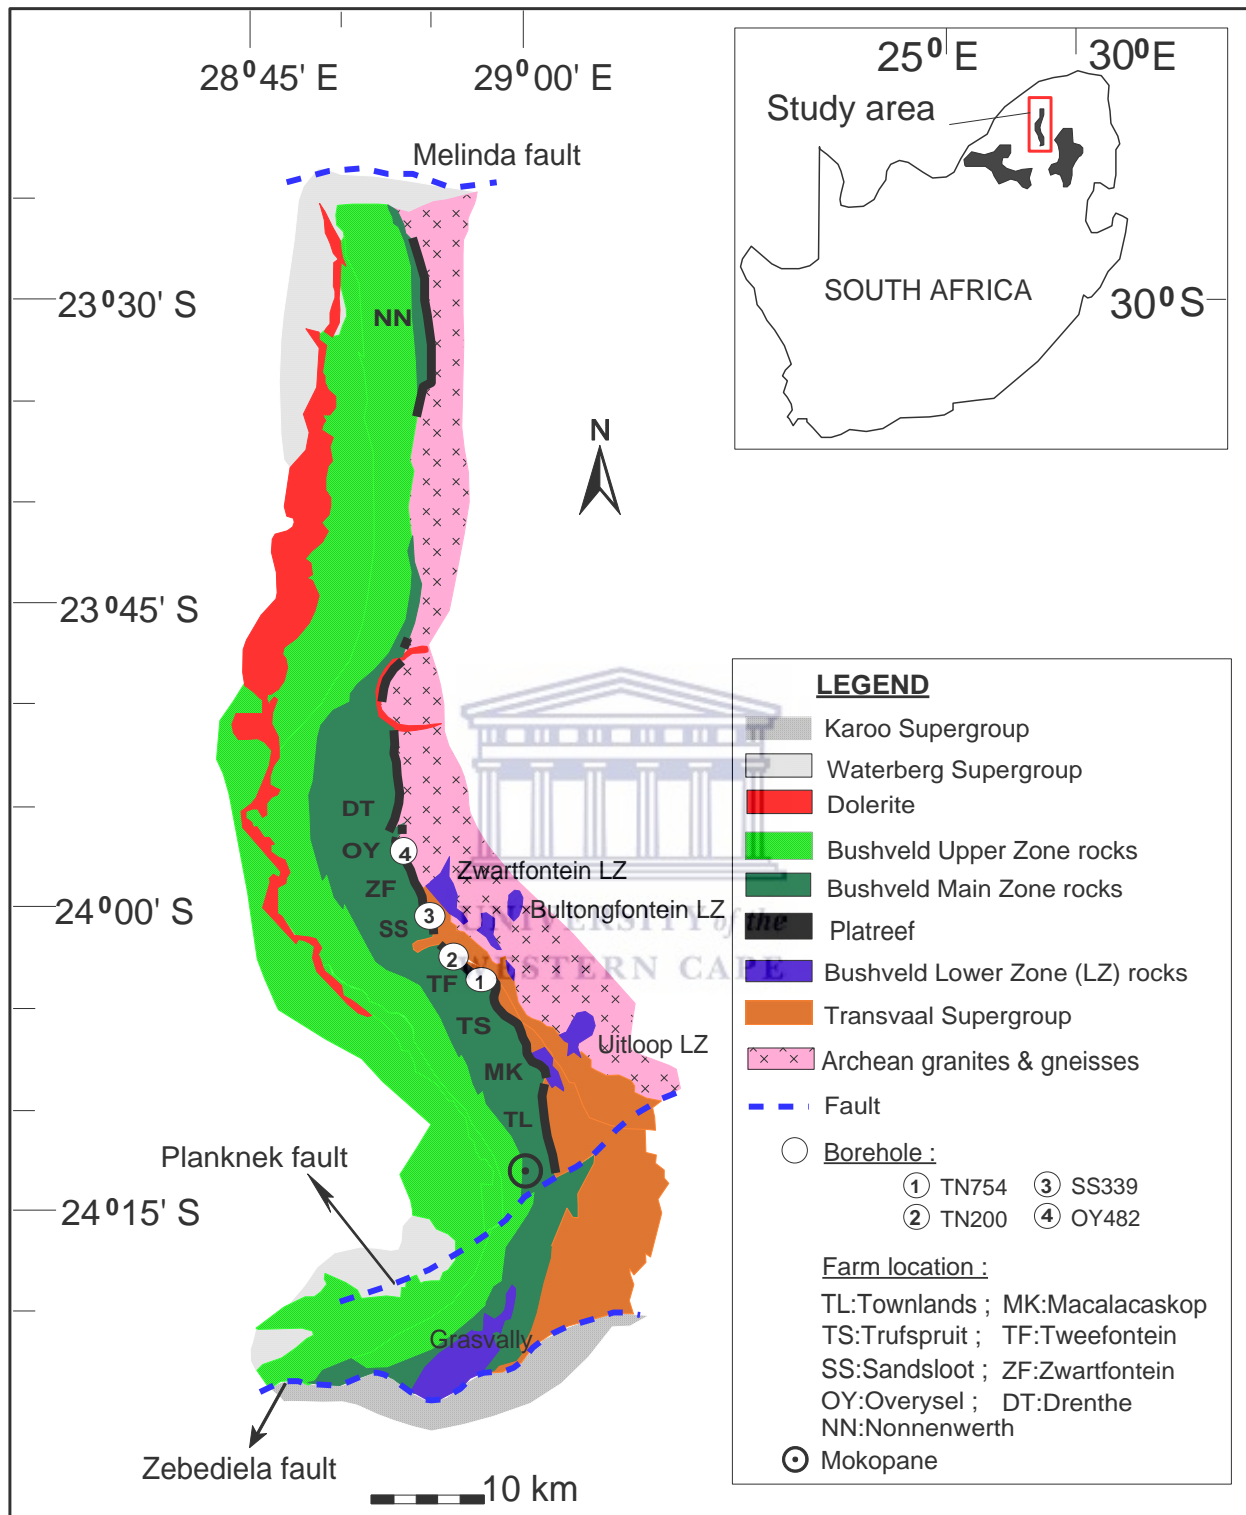 28⁰45' E
29⁰00' E
25⁰E
30⁰E
Study area
SOUTH AFRICA
30⁰S
Melinda fault
23⁰30' S
NN
N
23⁰45' S
DT
OY
4
ZF
Zwartfontein LZ
24⁰00' S
SS
3
Bultongfontein LZ
UNIVERSITY of the
WESTERN CAPE
2
TF
1
TS
Uitloop LZ
MK
TL
Planknek fault
24⁰15' S
Grasvally
Zebediela fault
10 km
LEGEND
Karoo Supergroup
Waterberg Supergroup
Dolerite
Bushveld Upper Zone rocks
Bushveld Main Zone rocks
Platreef
Bushveld Lower Zone (LZ) rocks
Transvaal Supergroup
Archean granites & gneisses
Fault
Borehole :
1 TN754 3 SS339
2 TN200 4 OY482
Farm location :
TL:Townlands ; MK:Macalacaskop
TS:Trufspruit ; TF:Tweefontein
SS:Sandsloot ; ZF:Zwartfontein
OY:Overysel ; DT:Drenthe
NN:Nonnenwerth
Mokopane